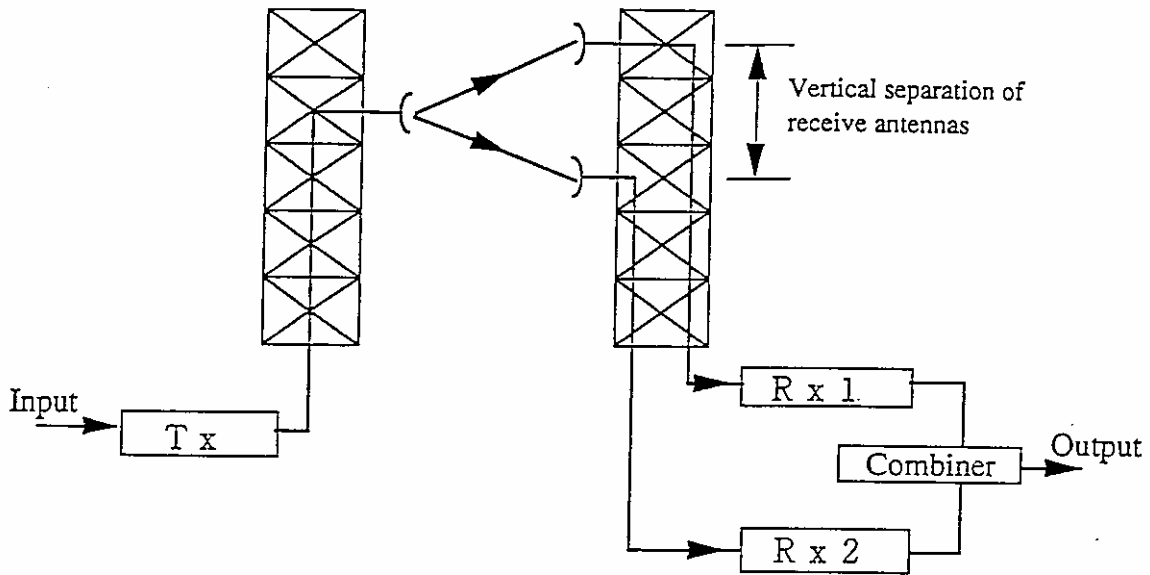 Vertical separation of
receive antennas
Input
T x
R x 1
Combiner
Output
R x 2